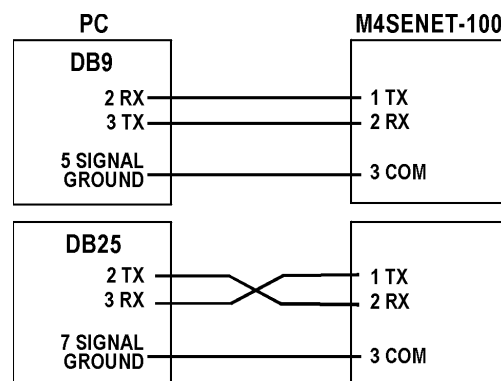 PC
M4SENET-100
DB9
2 RX
1 TX
3 TX
2 RX
5 SIGNAL
GROUND
3 COM
DB25
2 TX
1 TX
3 RX
2 RX
7 SIGNAL
GROUND
3 COM